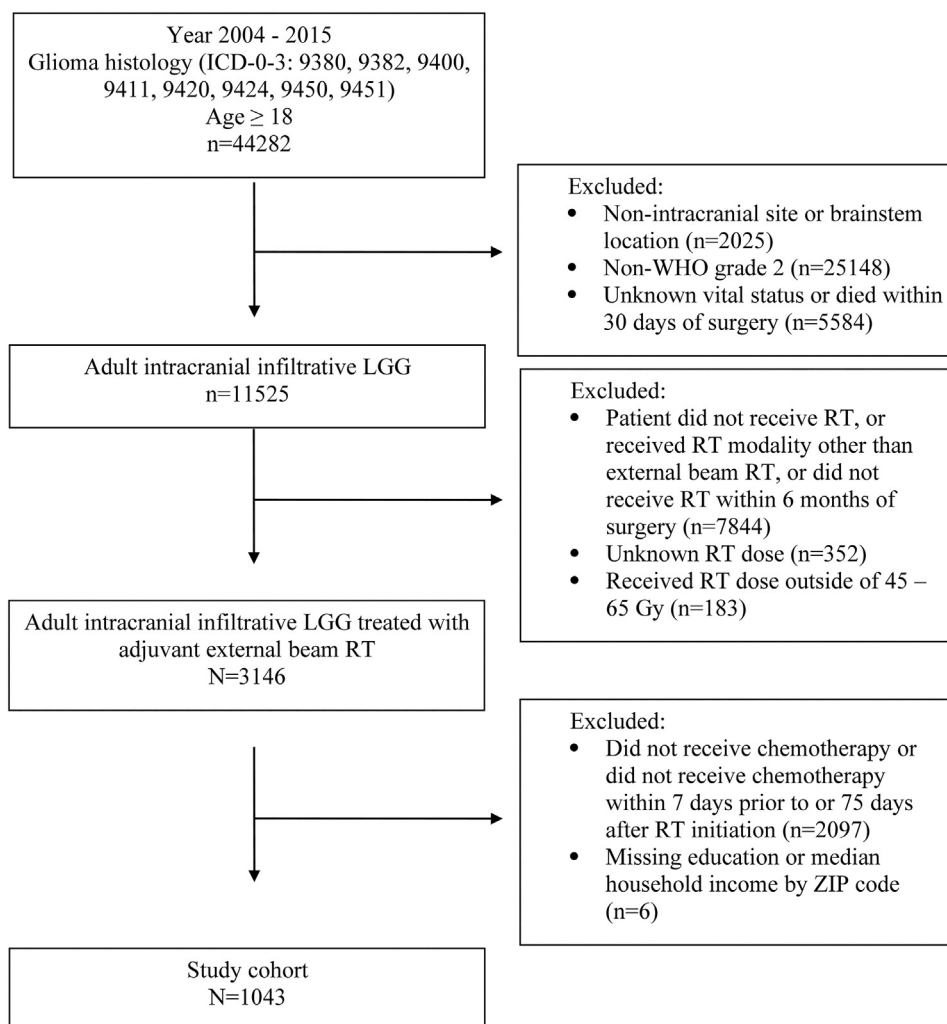 Year 2004 - 2015
Glioma histology (ICD-0-3: 9380, 9382, 9400,
9411, 9420, 9424, 9450, 9451)
Age ≥ 18
n=44282
Excluded:
• Non-intracranial site or brainstem
location (n=2025)
• Non-WHO grade 2 (n=25148)
• Unknown vital status or died within
30 days of surgery (n=5584)
Adult intracranial infiltrative LGG
n=11525
Excluded:
• Patient did not receive RT, or
received RT modality other than
external beam RT, or did not
receive RT within 6 months of
surgery (n=7844)
• Unknown RT dose (n=352)
• Received RT dose outside of 45 –
65 Gy (n=183)
Adult intracranial infiltrative LGG treated with
adjuvant external beam RT
N=3146
Excluded:
• Did not receive chemotherapy or
did not receive chemotherapy
within 7 days prior to or 75 days
after RT initiation (n=2097)
• Missing education or median
household income by ZIP code
(n=6)
Study cohort
N=1043